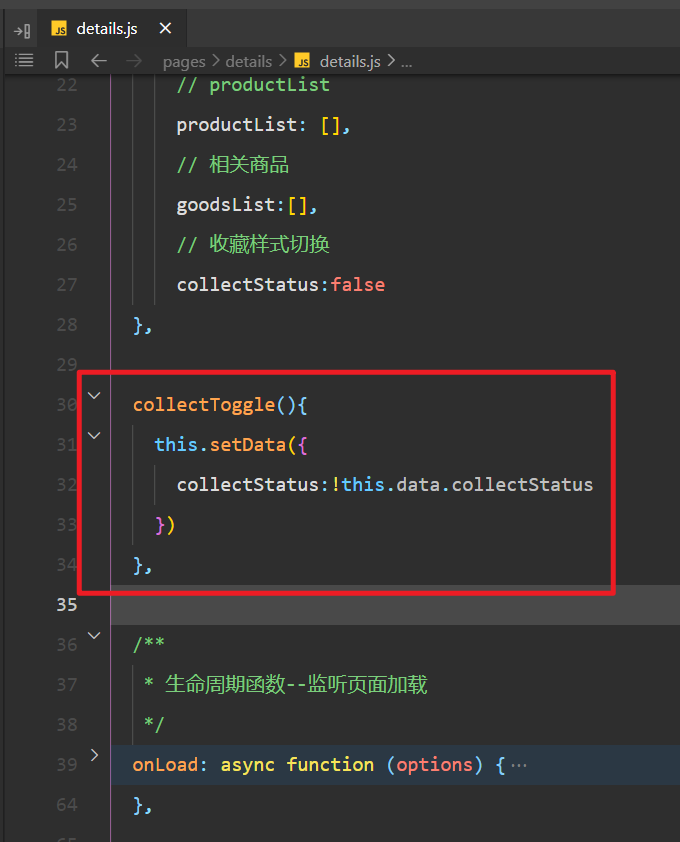 JS details.js ×
pages > details > JS details.js > ...
22 // productList
23 productList: [],
24 // 相关商品
25 goodsList:[],
26 // 收藏样式切换
27 collectStatus:false
28 },
29
30 collectToggle(){
31 this.setData({
32 collectStatus:!this.data.collectStatus
33 })
34 },
35
36 /**
37 * 生命周期函数--监听页面加载
38 */
39 onLoad: async function (options) {···
64 },